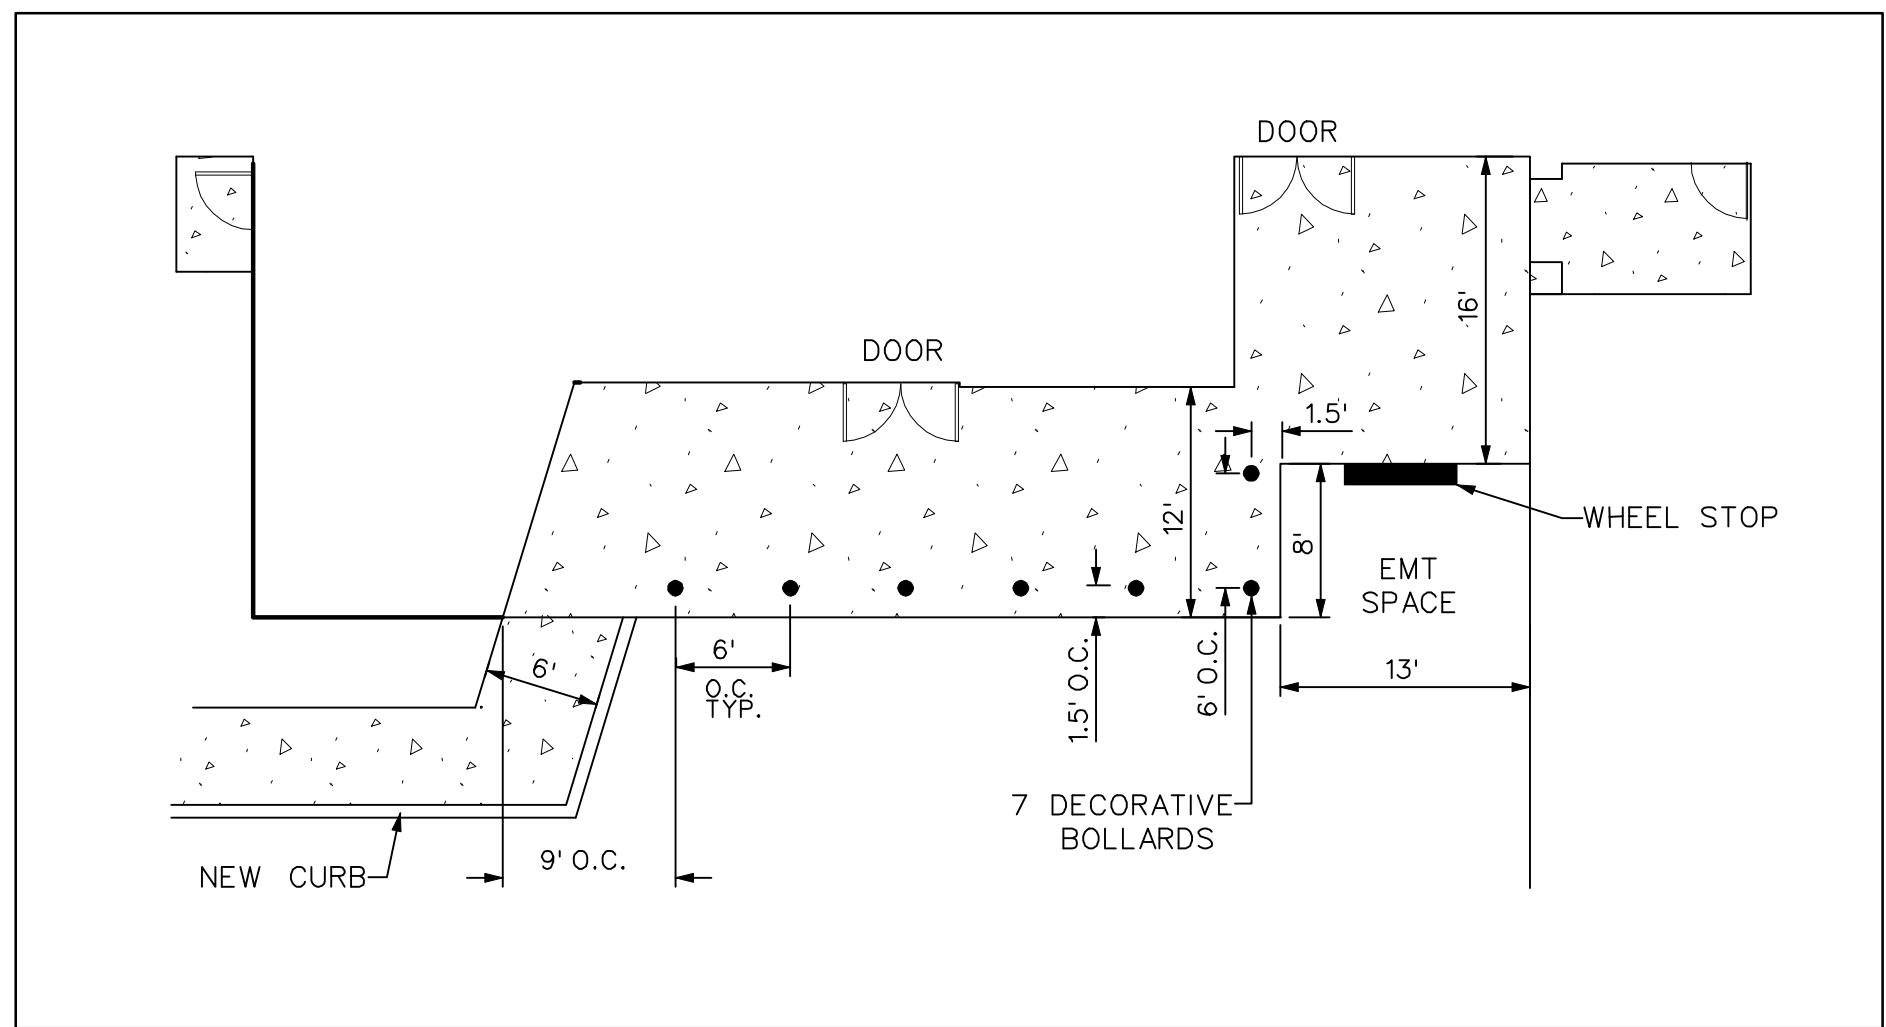 DOOR
16'
DOOR
1.5'
12'
WHEEL STOP
8'
EMT
SPACE
6'
6'
O.C.
TYP.
1.5' O.C.
6' O.C.
13'
7 DECORATIVE
BOLLARDS
9' O.C.
NEW CURB